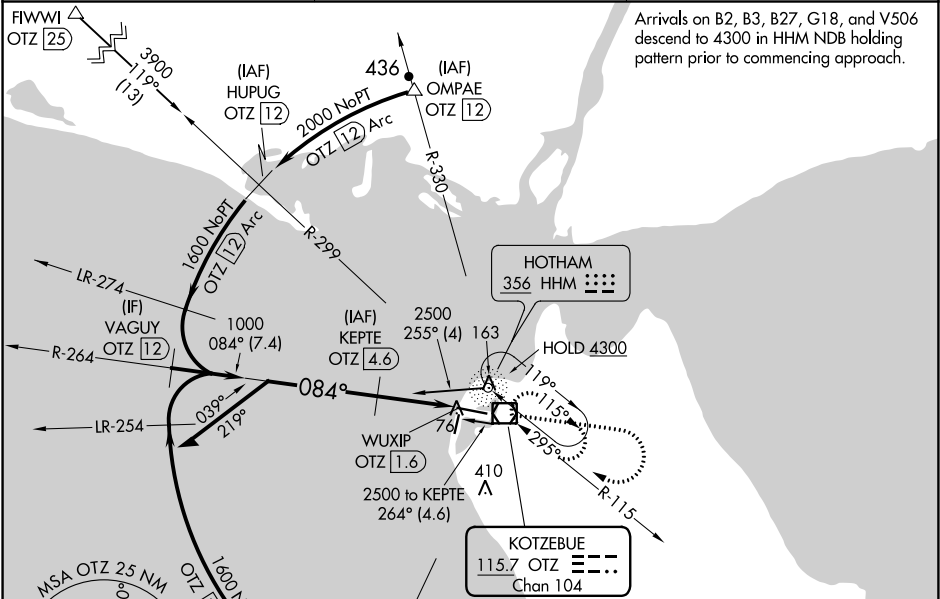 FIWWI
OTZ 25
3900
119°
(13)
(IAF)
HUPUG
OTZ 12
436
(IAF)
OMPAE
OTZ 12
2000 NoPT
OTZ 12 Arc
Arrivals on B2, B3, B27, G18, and V506
descend to 4300 in HHM NDB holding
pattern prior to commencing approach.
R-330
R-299
1600 NoPT
OTZ 12 Arc
LR-274
(IF)
VAGUY
OTZ 12
R-264
1000
084° (7.4)
(IAF)
KEPTE
OTZ 4.6
2500
255° (4)
163
HOTHAM
356 HHM
HOLD 4300
084°
039°
219°
LR-254
119°
115°
295°
R-115
WUXIP
OTZ 1.6
76
2500 to KEPTE
264° (4.6)
410
KOTZEBUE
115.7 OTZ
Chan 104
MSA OTZ 25 NM
1600 N
OTZ